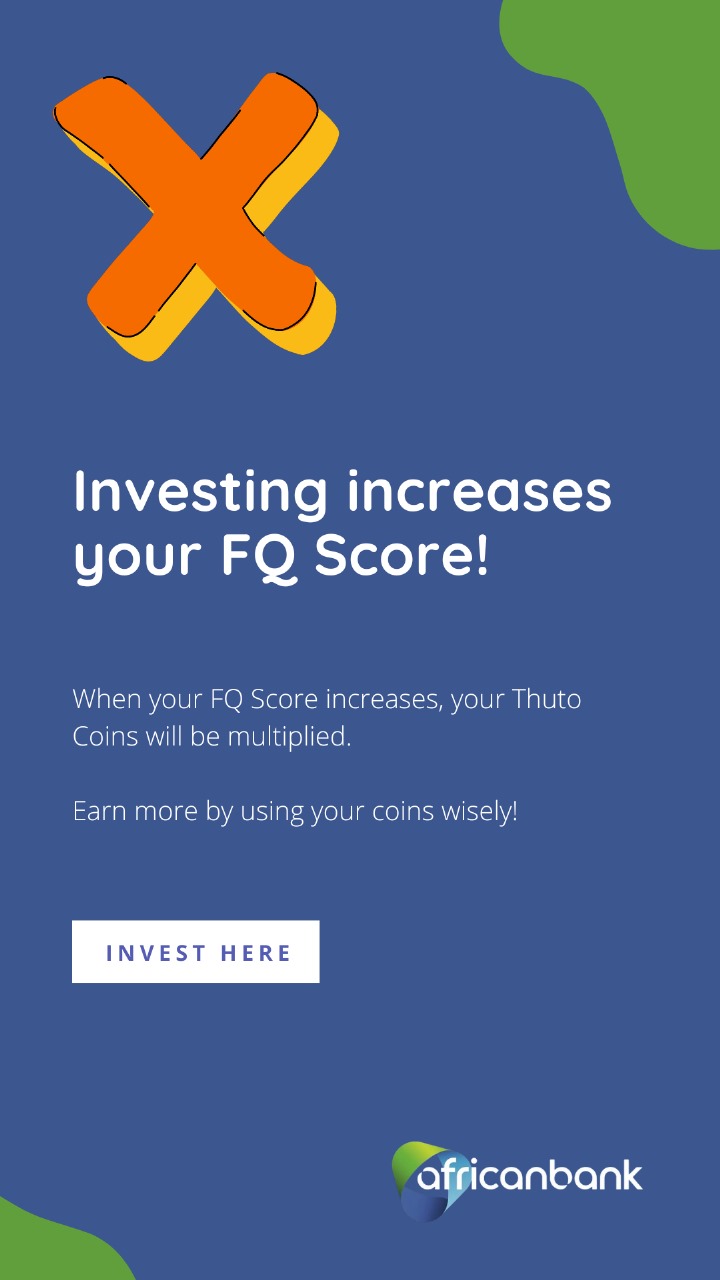 Investing increases
your FQ Score!
When your FQ Score increases, your Thuto
Coins will be multiplied.
Earn more by using your coins wisely!
INVEST HERE
africanbank